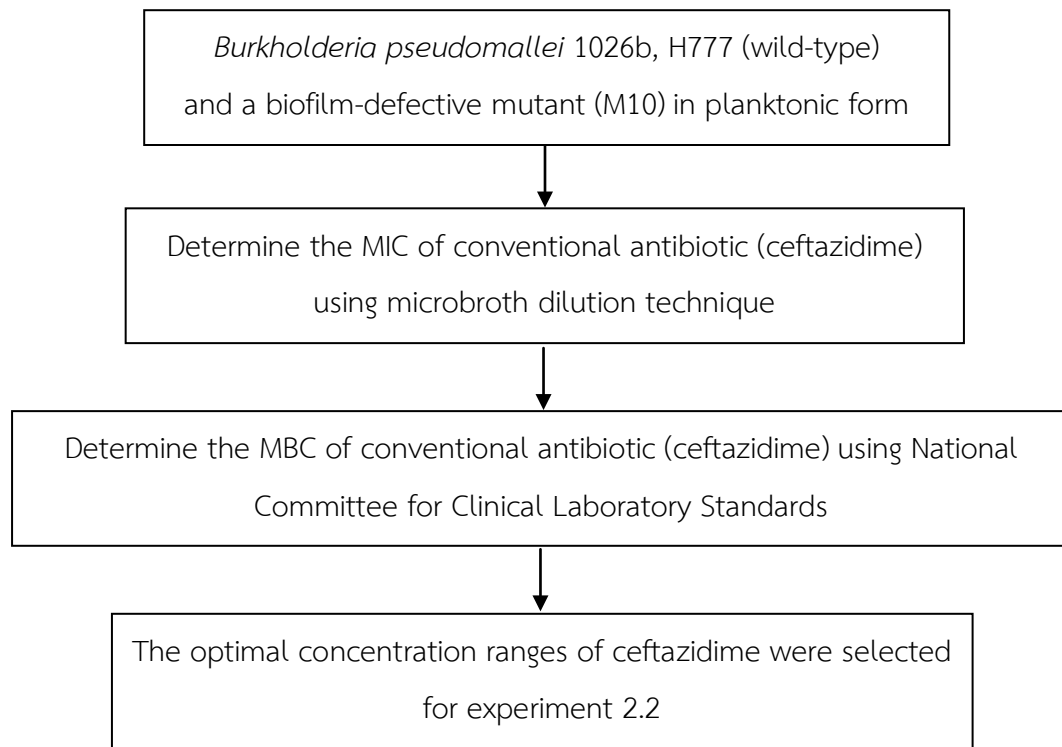 Burkholderia pseudomallei 1026b, H777 (wild-type)
and a biofilm-defective mutant (M10) in planktonic form
Determine the MIC of conventional antibiotic (ceftazidime)
using microbroth dilution technique
Determine the MBC of conventional antibiotic (ceftazidime) using National
Committee for Clinical Laboratory Standards
The optimal concentration ranges of ceftazidime were selected
for experiment 2.2